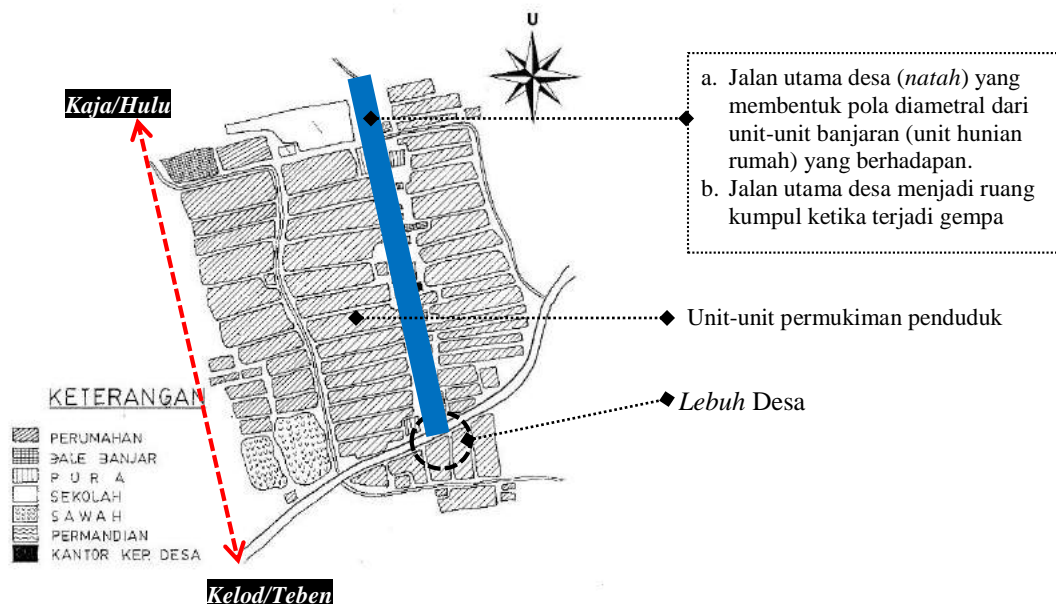 U
Kaja/Hulu
a. Jalan utama desa (natah) yang
membentuk pola diametral dari
unit-unit banjaran (unit hunian
rumah) yang berhadapan.
b. Jalan utama desa menjadi ruang
kumpul ketika terjadi gempa
Unit-unit permukiman penduduk
Lebuh Desa
KETERANGAN
PERUMAHAN
BALE BANJAR
P U R A
SEKOLAH
SAWAH
PERMANDIAN
KANTOR KEP. DESA
Kelod/Teben